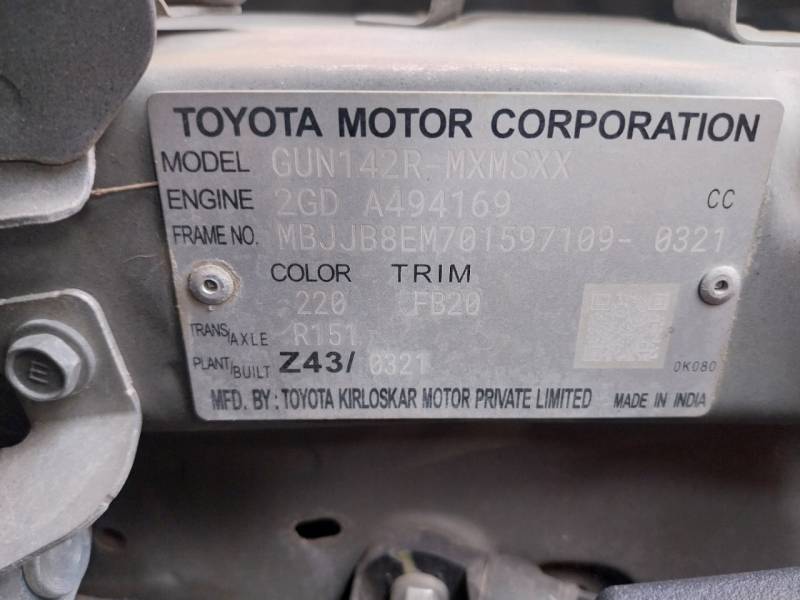 TOYOTA MOTOR CORPORATION
MODEL GUN142R-MXMSXX
ENGINE 2GD A494169 CC
FRAME NO. MBJJB8EM701597109- 0321
COLOR TRIM
220 FB20
TRANS/AXLE R151
PLANT/BUILT Z43/ 0321
0K080
MFD. BY : TOYOTA KIRLOSKAR MOTOR PRIVATE LIMITED MADE IN INDIA